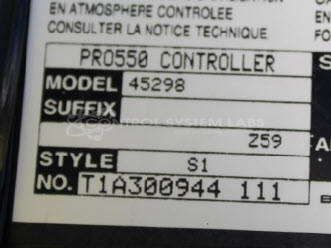 EN ATMOSPHERE CONTROLEE
CONSULTER LA NOTICE TECHNIQUE
FO
PRO550 CONTROLLER
S
MODEL 45298
SUFFIX
CONTROL SYSTEM LABS
Z59
STYLE S1
NO. T1A300944 111